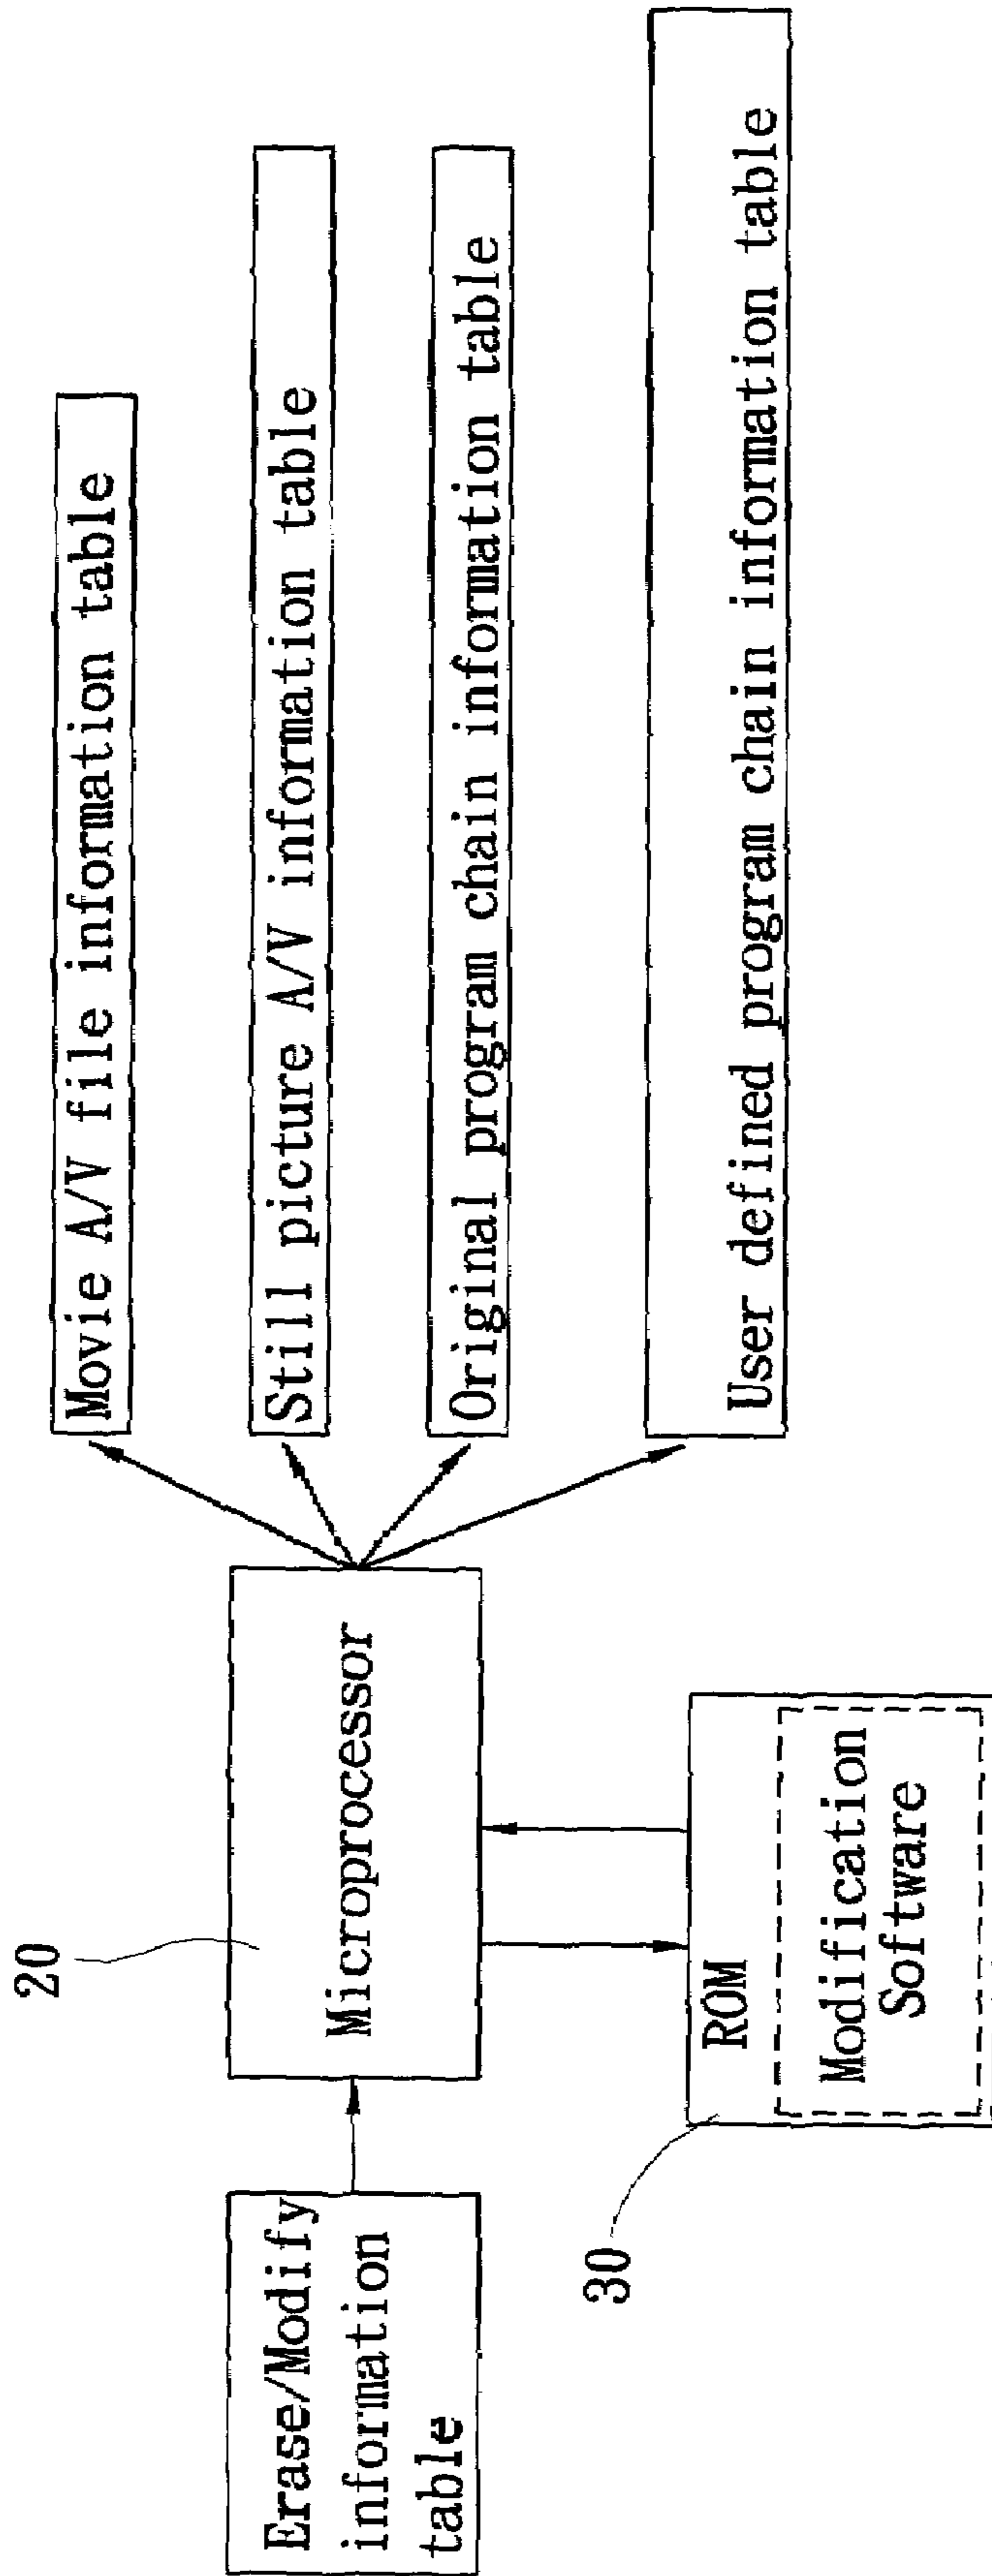 Erase/Modify
information
table
20
Microprocessor
30
ROM
Modification
Software
Movie A/V file information table
Still picture A/V information table
Original program chain information table
User defined program chain information table